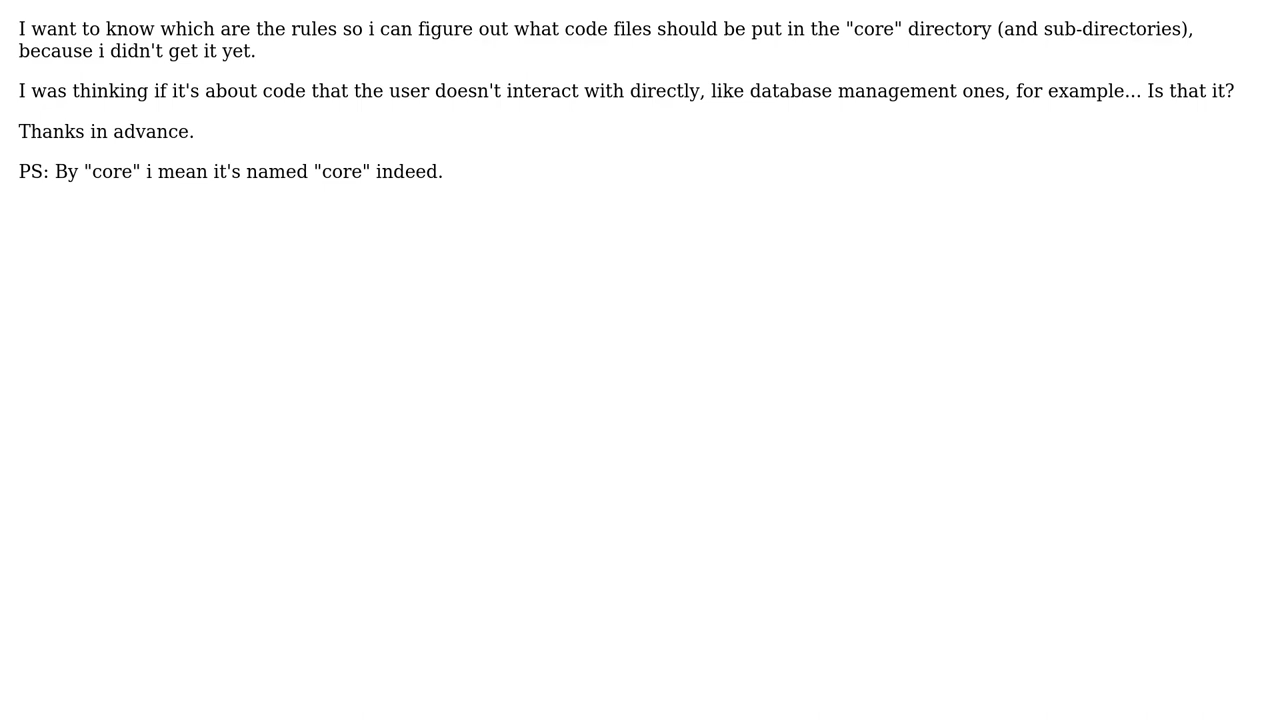 I want to know which are the rules so i can figure out what code files should be put in the "core" directory (and sub-directories),
because i didn't get it yet.
I was thinking if it's about code that the user doesn't interact with directly, like database management ones, for example... Is that it?
Thanks in advance.
PS: By "core" i mean it's named "core" indeed.